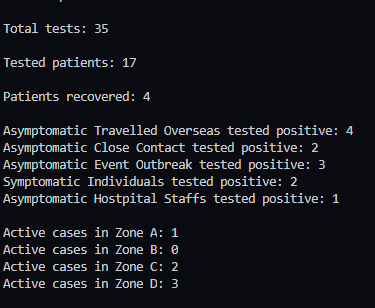 Total tests: 35
Tested patients: 17
Patients recovered: 4
Asymptomatic Travelled Overseas tested positive: 4
Asymptomatic Close Contact tested positive: 2
Asymptomatic Event Outbreak tested positive: 3
Symptomatic Individuals tested positive: 2
Asymptomatic Hostpital Staffs tested positive: 1
Active cases in Zone A: 1
Active cases in Zone B: 0
Active cases in Zone C: 2
Active cases in Zone D: 3